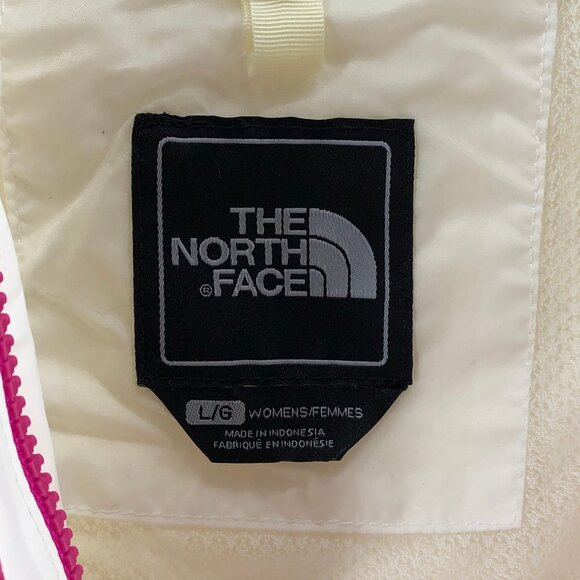 THE
NORTH
® FACE
L/G WOMENS/FEMMES
MADE IN INDONESIA
FABRIQUÉ EN INDONÉSIE